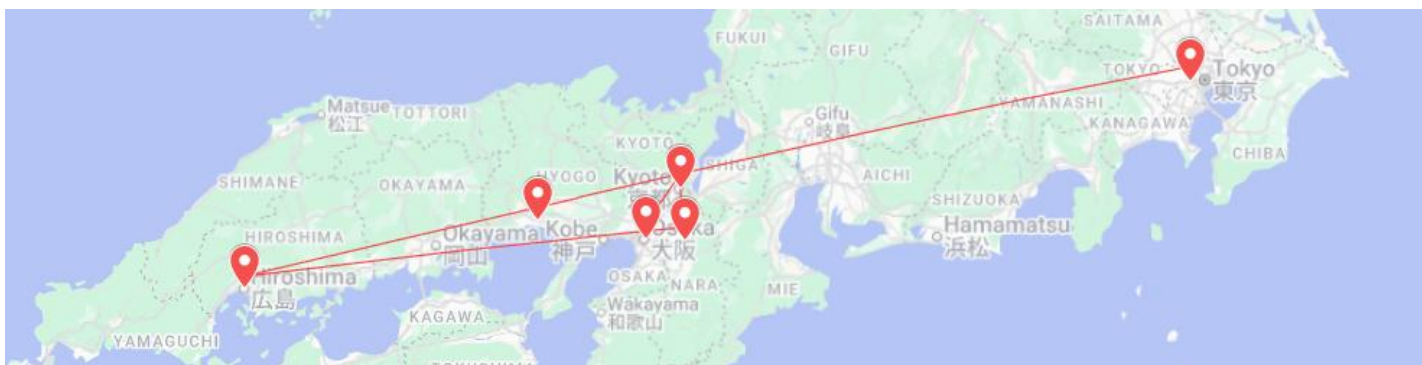 SAITAMA
FUKUI
GIFU
TOKYO
Tokyo
東京
Matsue
松江
TOTTORI
YAMANASHI
Gifu
岐阜
KANAGAWA
KYOTO
CHIBA
SHIGA
SHIMANE
OKAYAMA
HYOGO
Kyoto
AICHI
SHIZUOKA
HIROSHIMA
Okayama
岡山
Kobe
神戸
Osaka
大阪
Hamamatsu
浜松
Hiroshima
広島
OSAKA
NARA
MIE
Wakayama
和歌山
KAGAWA
YAMAGUCHI